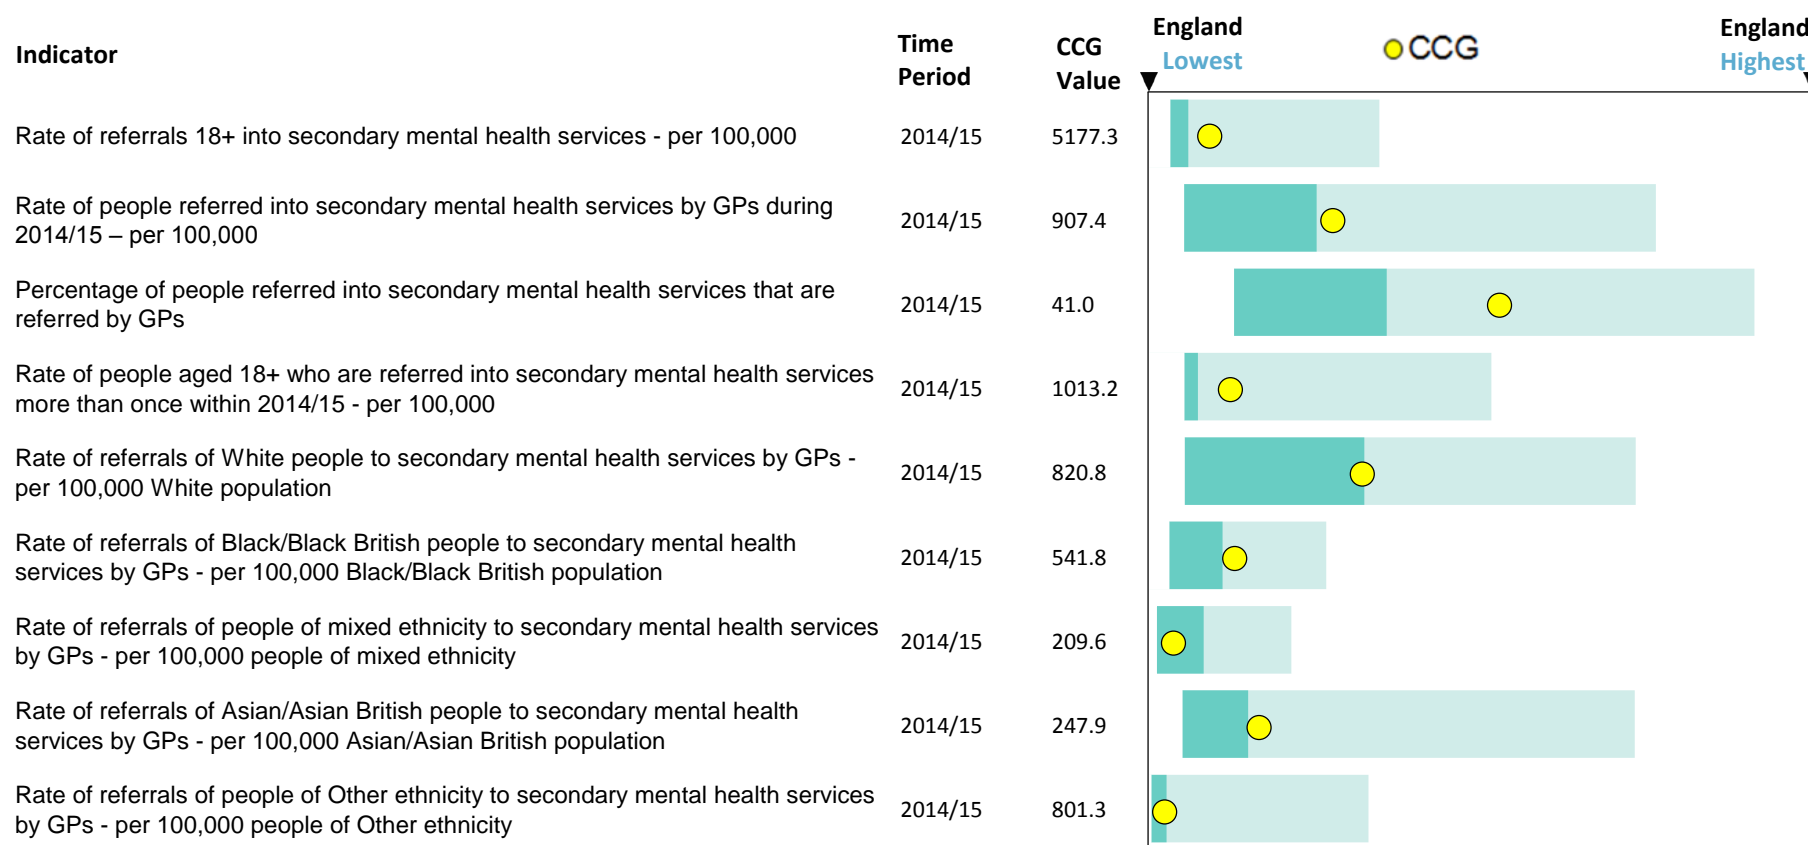 Indicator
Time Period
CCG Value
England Lowest
CCG
England Highest
Rate of referrals 18+ into secondary mental health services - per 100,000
2014/15
5177.3
Rate of people referred into secondary mental health services by GPs during
2014/15 – per 100,000
2014/15
907.4
Percentage of people referred into secondary mental health services that are
referred by GPs
2014/15
41.0
Rate of people aged 18+ who are referred into secondary mental health services
more than once within 2014/15 - per 100,000
2014/15
1013.2
Rate of referrals of White people to secondary mental health services by GPs -
per 100,000 White population
2014/15
820.8
Rate of referrals of Black/Black British people to secondary mental health
services by GPs - per 100,000 Black/Black British population
2014/15
541.8
Rate of referrals of people of mixed ethnicity to secondary mental health services
by GPs - per 100,000 people of mixed ethnicity
2014/15
209.6
Rate of referrals of Asian/Asian British people to secondary mental health
services by GPs - per 100,000 Asian/Asian British population
2014/15
247.9
Rate of referrals of people of Other ethnicity to secondary mental health services
by GPs - per 100,000 people of Other ethnicity
2014/15
801.3